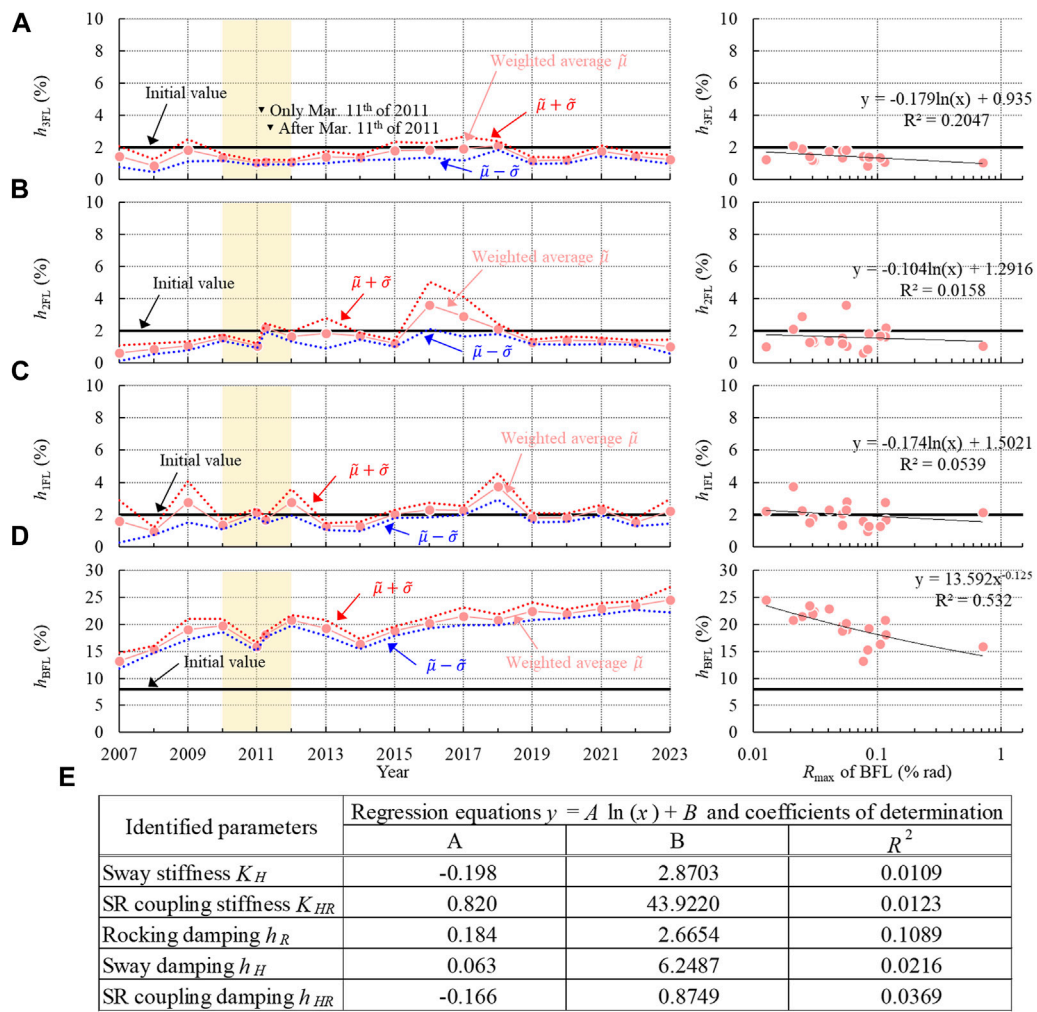 A
10
8
6
4
2
0
h3FL (%)
Initial value
Only Mar. 11th of 2011
After Mar. 11th of 2011
Weighted average μ̃
μ̃ + σ̃
μ̃ − σ̃
10
8
6
4
2
0
h3FL (%)
y = -0.179ln(x) + 0.935
R² = 0.2047
B
10
8
6
4
2
0
h2FL (%)
Initial value
μ̃ + σ̃
Weighted average μ̃
μ̃ − σ̃
10
8
6
4
2
0
h2FL (%)
y = -0.104ln(x) + 1.2916
R² = 0.0158
C
10
8
6
4
2
0
h1FL (%)
Initial value
μ̃ + σ̃
Weighted average μ̃
μ̃ − σ̃
10
8
6
4
2
0
h1FL (%)
y = -0.174ln(x) + 1.5021
R² = 0.0539
D
30
25
20
15
10
5
0
hBFL (%)
μ̃ + σ̃
Initial value
μ̃ − σ̃
Weighted average μ̃
2007 2009 2011 2013 2015 2017 2019 2021 2023
Year
30
25
20
15
10
5
0
hBFL (%)
y = 13.592x^-0.125
R² = 0.532
0.01 0.1 1
Rmax of BFL (% rad)
E
Identified parameters
Regression equations y = A ln (x) + B and coefficients of determination
A B R²
Sway stiffness KH -0.198 2.8703 0.0109
SR coupling stiffness KHR 0.820 43.9220 0.0123
Rocking damping hR 0.184 2.6654 0.1089
Sway damping hH 0.063 6.2487 0.0216
SR coupling damping hHR -0.166 0.8749 0.0369